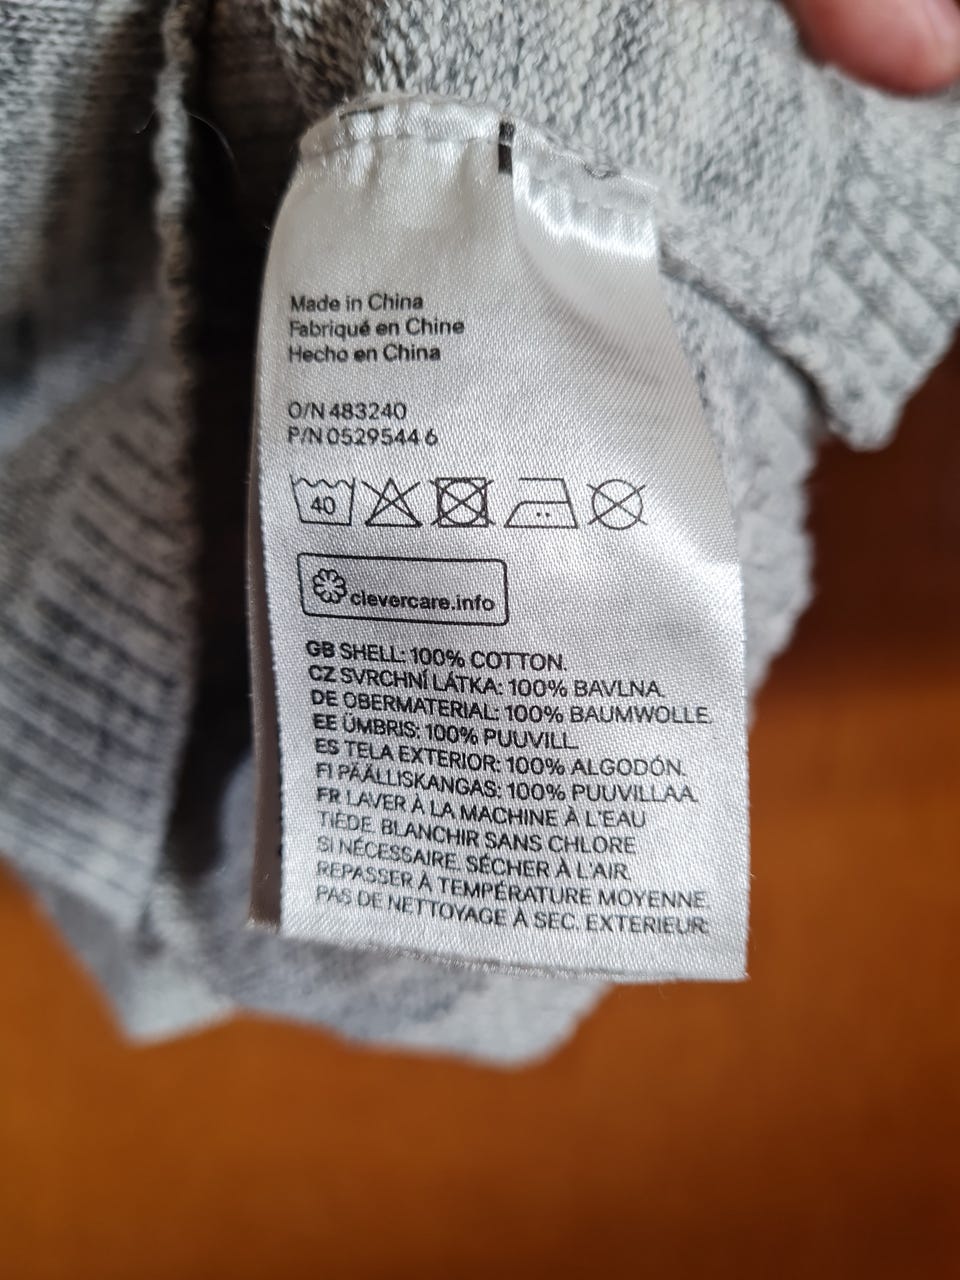 Made in China
Fabriqué en Chine
Hecho en China
O/N 483240
P/N 0529544 6
40
clevercare.info
GB SHELL: 100% COTTON.
CZ SVRCHNÍ LÁTKA: 100% BAVLNA.
DE OBERMATERIAL: 100% BAUMWOLLE.
EE ÜMBRIS: 100% PUUVILL.
ES TELA EXTERIOR: 100% ALGODÓN.
FI PÄÄLLISKANGAS: 100% PUUVILLAA.
FR LAVER À LA MACHINE À L'EAU
TIÈDE. BLANCHIR SANS CHLORE
SI NÉCESSAIRE. SÉCHER À L'AIR.
REPASSER À TEMPÉRATURE MOYENNE.
PAS DE NETTOYAGE À SEC. EXTERIEUR: